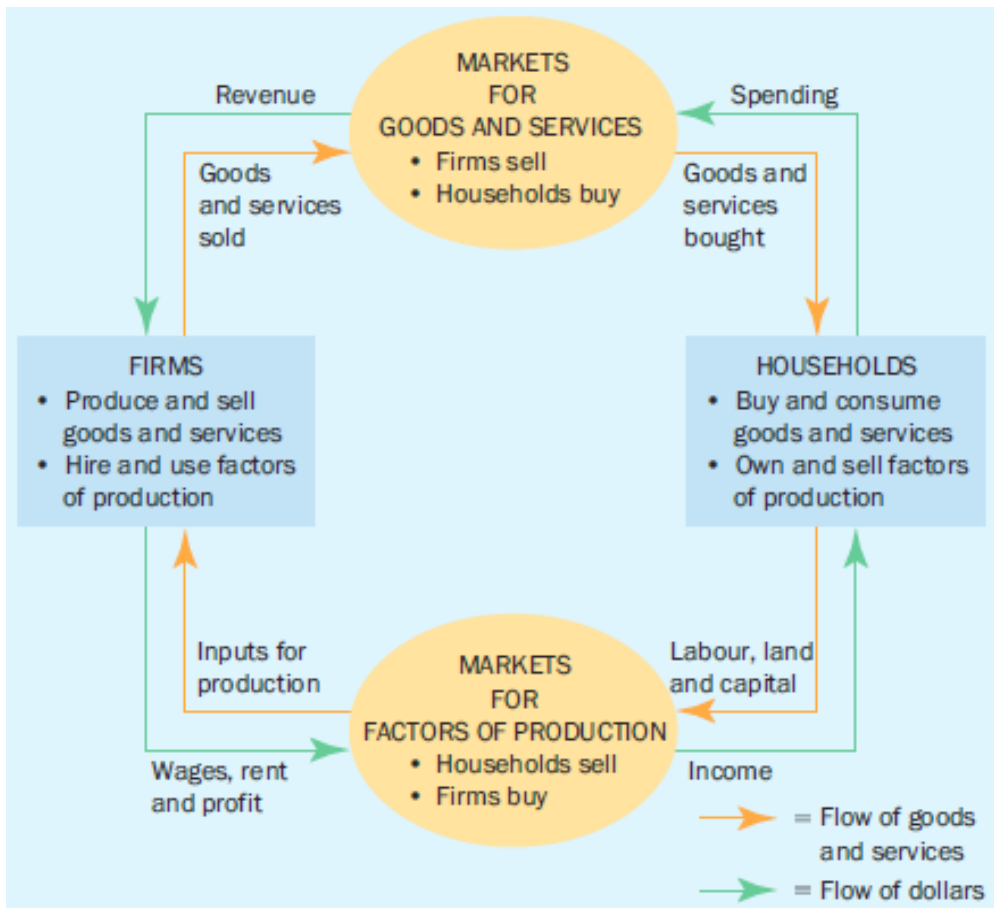 MARKETS
FOR
GOODS AND SERVICES
• Firms sell
• Households buy
Revenue
Spending
Goods
and services
sold
Goods and
services
bought
FIRMS
• Produce and sell
goods and services
• Hire and use factors
of production
HOUSEHOLDS
• Buy and consume
goods and services
• Own and sell factors
of production
Inputs for
production
Labour, land
and capital
MARKETS
FOR
FACTORS OF PRODUCTION
• Households sell
• Firms buy
Wages, rent
and profit
Income
= Flow of goods
and services
= Flow of dollars